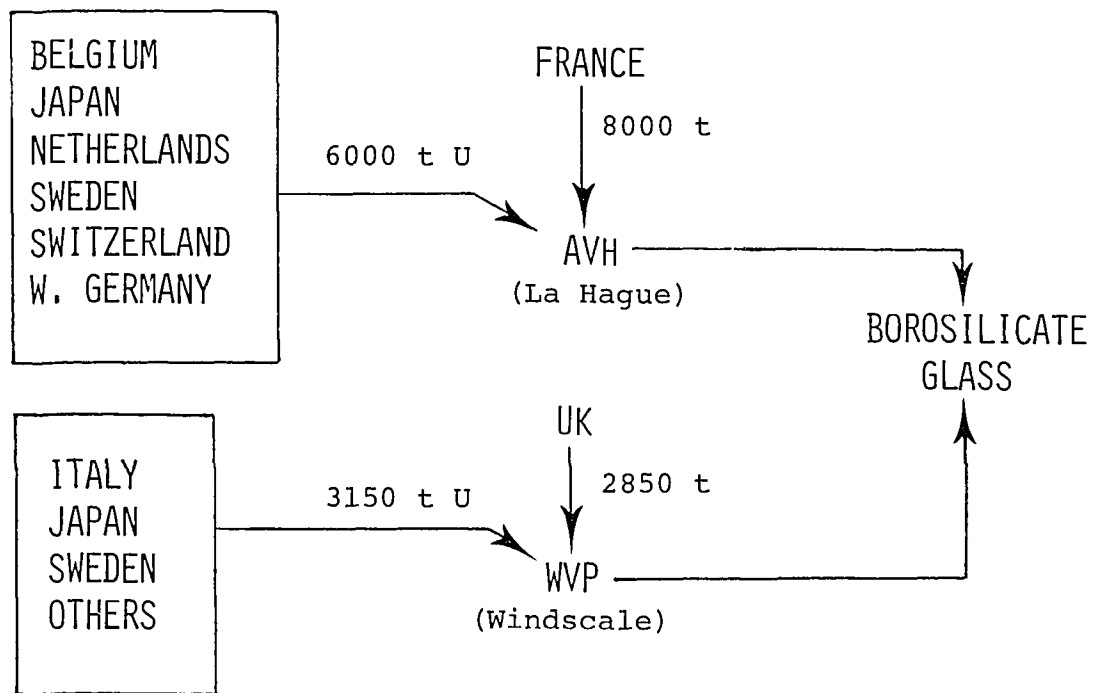 BELGIUM
JAPAN
NETHERLANDS
SWEDEN
SWITZERLAND
W. GERMANY
6000 t U
FRANCE
8000 t
AVH
(La Hague)
BOROSILICATE
GLASS
ITALY
JAPAN
SWEDEN
OTHERS
3150 t U
UK
2850 t
WVP
(Windscale)